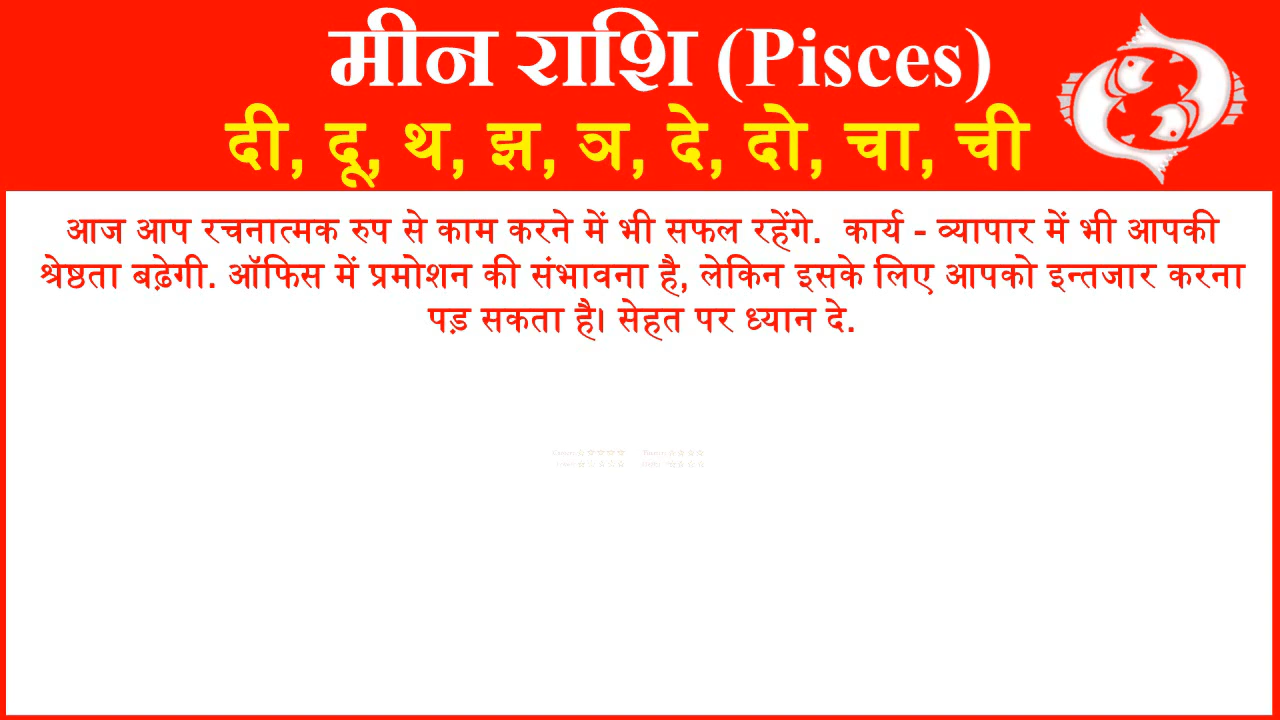 मीन राशि (Pisces)
दी, दू, थ, झ, ञ, दे, दो, चा, ची
आज आप रचनात्मक रुप से काम करने में भी सफल रहेंगे. कार्य - व्यापार में भी आपकी
श्रेष्ठता बढ़ेगी. ऑफिस में प्रमोशन की संभावना है, लेकिन इसके लिए आपको इन्तजार करना
पड़ सकता है। सेहत पर ध्यान दे.